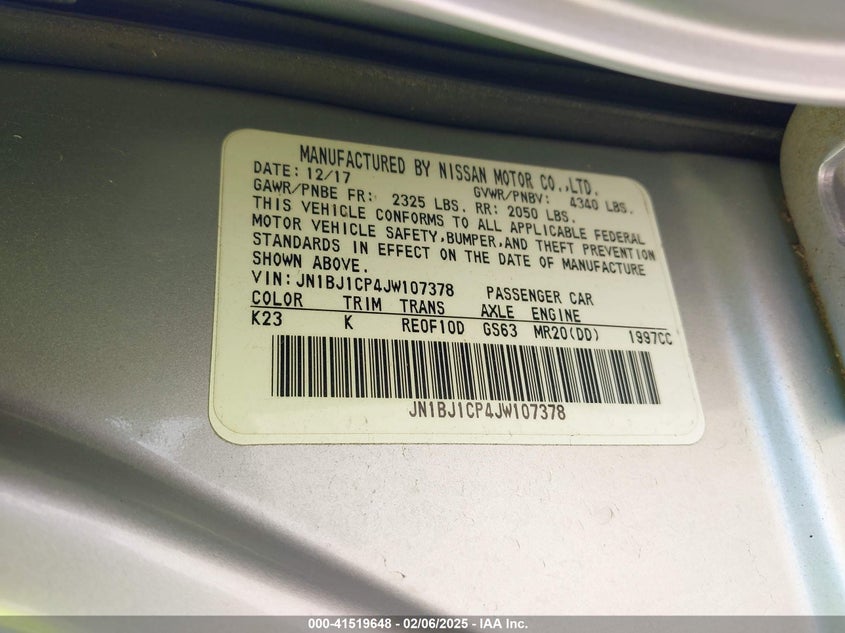 MANUFACTURED BY NISSAN MOTOR CO.,LTD.
DATE: 12/17 GVWR/PNBV: 4340 LBS.
GAWR/PNBE FR: 2325 LBS. RR: 2050 LBS.
THIS VEHICLE CONFORMS TO ALL APPLICABLE FEDERAL
MOTOR VEHICLE SAFETY,BUMPER,AND THEFT PREVENTION
STANDARDS IN EFFECT ON THE DATE OF MANUFACTURE
SHOWN ABOVE.
VIN:JN1BJ1CP4JW107378 PASSENGER CAR
COLOR TRIM TRANS AXLE ENGINE
K23 K RE0F10D GS63 MR20(DD) 1997CC
JN1BJ1CP4JW107378
000-41519648 - 02/06/2025 - IAA Inc.